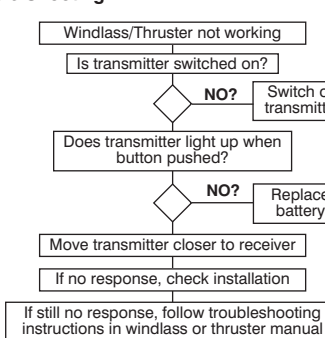 Windlass/Thruster not working
Is transmitter switched on?
NO?
Switch
Does transmitter light up when
button pushed?
NO?
Replace
battery
Move transmitter closer to receiver
If no response, check installation
If still no response, follow troubleshooting
instructions in windlass or thruster manual